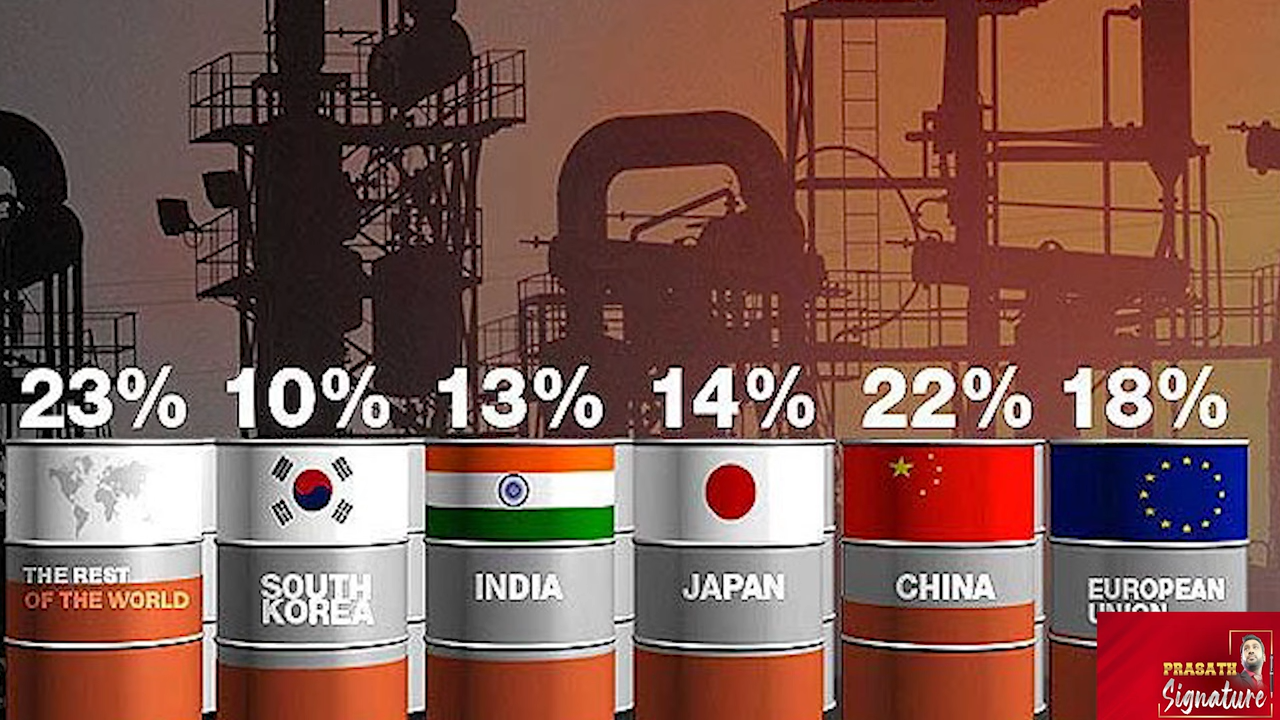 23% 10% 13% 14% 22% 18%
THE REST
OF THE WORLD
SOUTH
KOREA
INDIA
JAPAN
CHINA
EUROPEAN
UNION
PRASATH
Signature